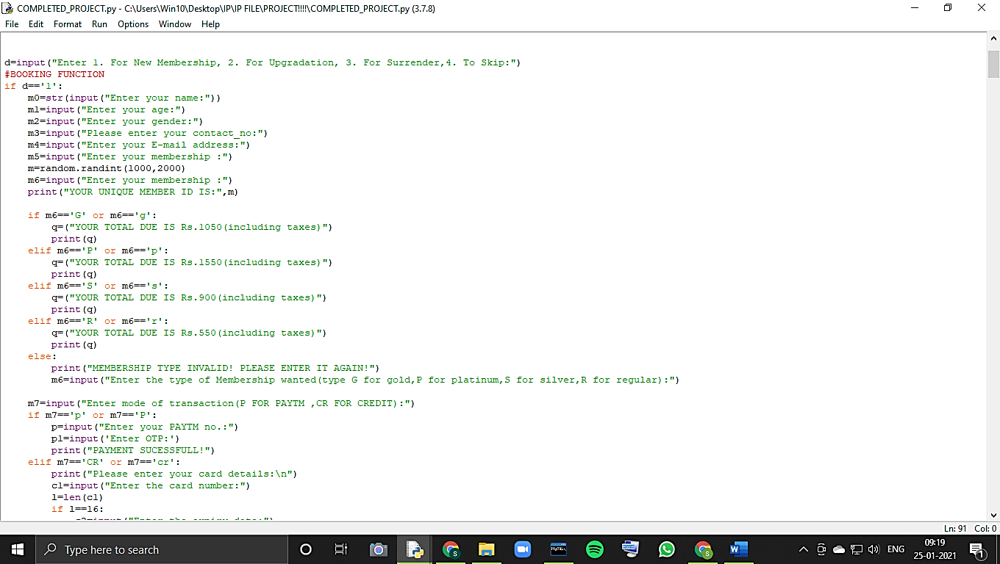 COMPLETED_PROJECT.py - C:\Users\Win10\Desktop\IP\IP FILE\PROJECT!!!!\COMPLETED_PROJECT.py (3.7.8)
File Edit Format Run Options Window Help
d=input("Enter 1. For New Membership, 2. For Upgradation, 3. For Surrender,4. To Skip:")
#BOOKING FUNCTION
if d=='1':
    m0=str(input("Enter your name:"))
    m1=input("Enter your age:")
    m2=input("Enter your gender:")
    m3=input("Please enter your contact_no:")
    m4=input("Enter your E-mail address:")
    m5=input("Enter your membership :")
    m=random.randint(1000,2000)
    m6=input("Enter your membership :")
    print("YOUR UNIQUE MEMBER ID IS:",m)
    if m6=='G' or m6=='g':
        q=("YOUR TOTAL DUE IS Rs.1050(including taxes)")
        print(q)
    elif m6=='P' or m6=='p':
        q=("YOUR TOTAL DUE IS Rs.1550(including taxes)")
        print(q)
    elif m6=='S' or m6=='s':
        q=("YOUR TOTAL DUE IS Rs.900(including taxes)")
        print(q)
    elif m6=='R' or m6=='r':
        q=("YOUR TOTAL DUE IS Rs.550(including taxes)")
        print(q)
    else:
        print("MEMBERSHIP TYPE INVALID! PLEASE ENTER IT AGAIN!")
        m6=input("Enter the type of Membership wanted(type G for gold,P for platinum,S for silver,R for regular):")
    m7=input("Enter mode of transaction(P FOR PAYTM ,CR FOR CREDIT):")
    if m7=='p' or m7=='P':
        p=input("Enter your PAYTM no.:")
        p1=input('Enter OTP:')
        print("PAYMENT SUCESSFULL!")
    elif m7=='CR' or m7=='cr':
        print("Please enter your card details:\n")
        c1=input("Enter the card number:")
        l=len(c1)
        if l==16:
Ln: 91 Col: 0
Type here to search
MySQL
ENG
09:19
25-01-2021
1